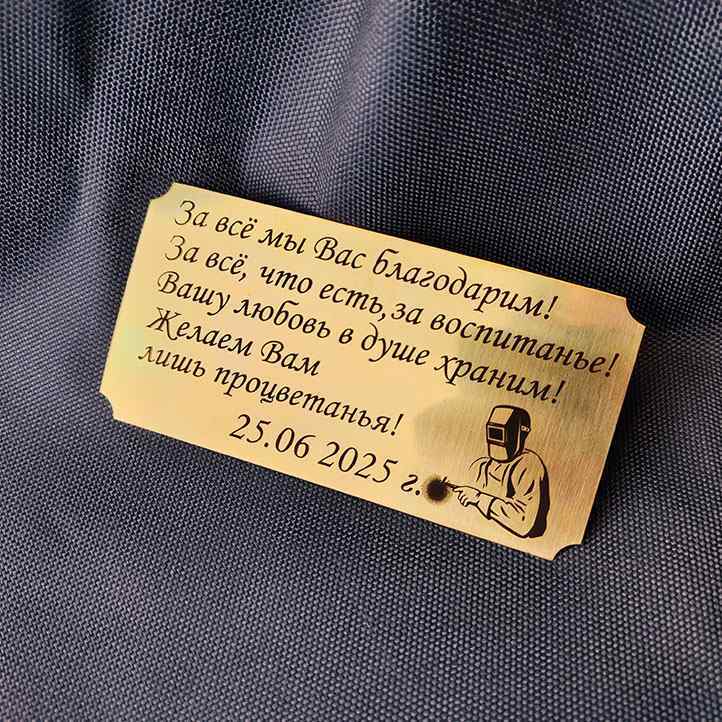 За всё мы Вас благодарим!
За всё, что есть, за воспитанье!
Вашу любовь в душе храним!
Желаем Вам
лишь процветанья!
25.06 2025 г.